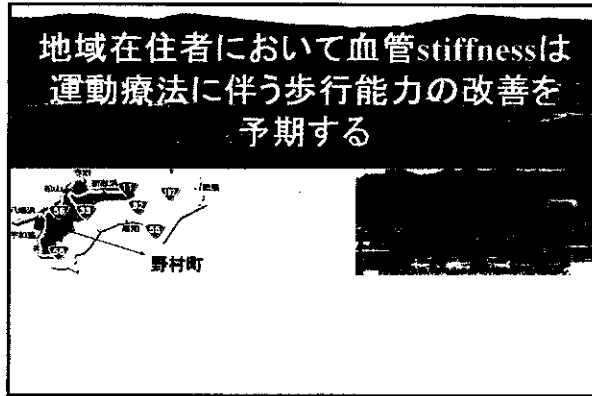 地域在住者において血管stiffnessは
運動療法に伴う歩行能力の改善を
予期する
野村町